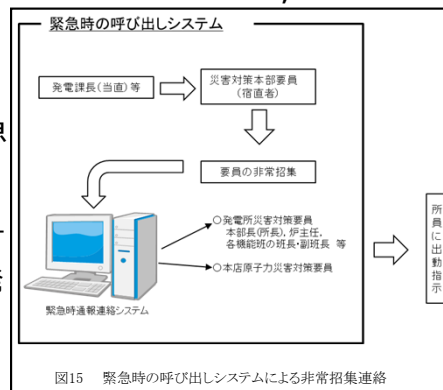 緊急時の呼び出しシステム
発電課長(当直)等
災害対策本部要員
(宿直者)
要員の非常招集
○発電所災害対策要員
本部長(所長)，炉主任，
各機能班の班長・副班長 等
○本店原子力災害対策要員
緊急時通報連絡システム
所
員
に
出
動
指
示
図15 緊急時の呼び出しシステムによる非常招集連絡